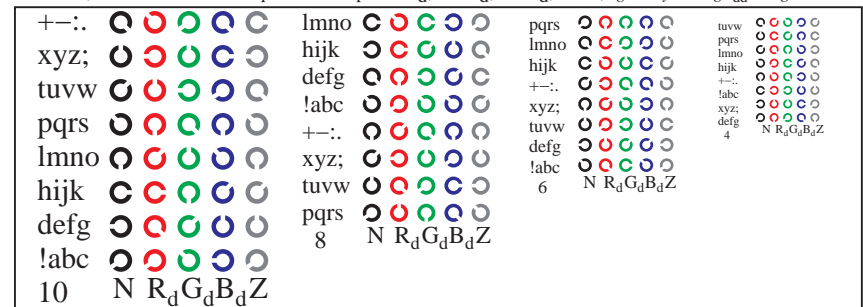 +−:.
xyz;
tuvw
pqrs
lmno
hijk
defg
!abc
10 N RdGdBdZ
lmno
hijk
defg
!abc
+−:.
xyz;
tuvw
pqrs
8 N RdGdBdZ
pqrs
lmno
hijk
+−:.
xyz;
tuvw
defg
!abc
6 N RdGdBdZ
tuvw
pqrs
lmno
hijk
+−:.
!abc
xyz;
defg
4 N RdGdBdZ